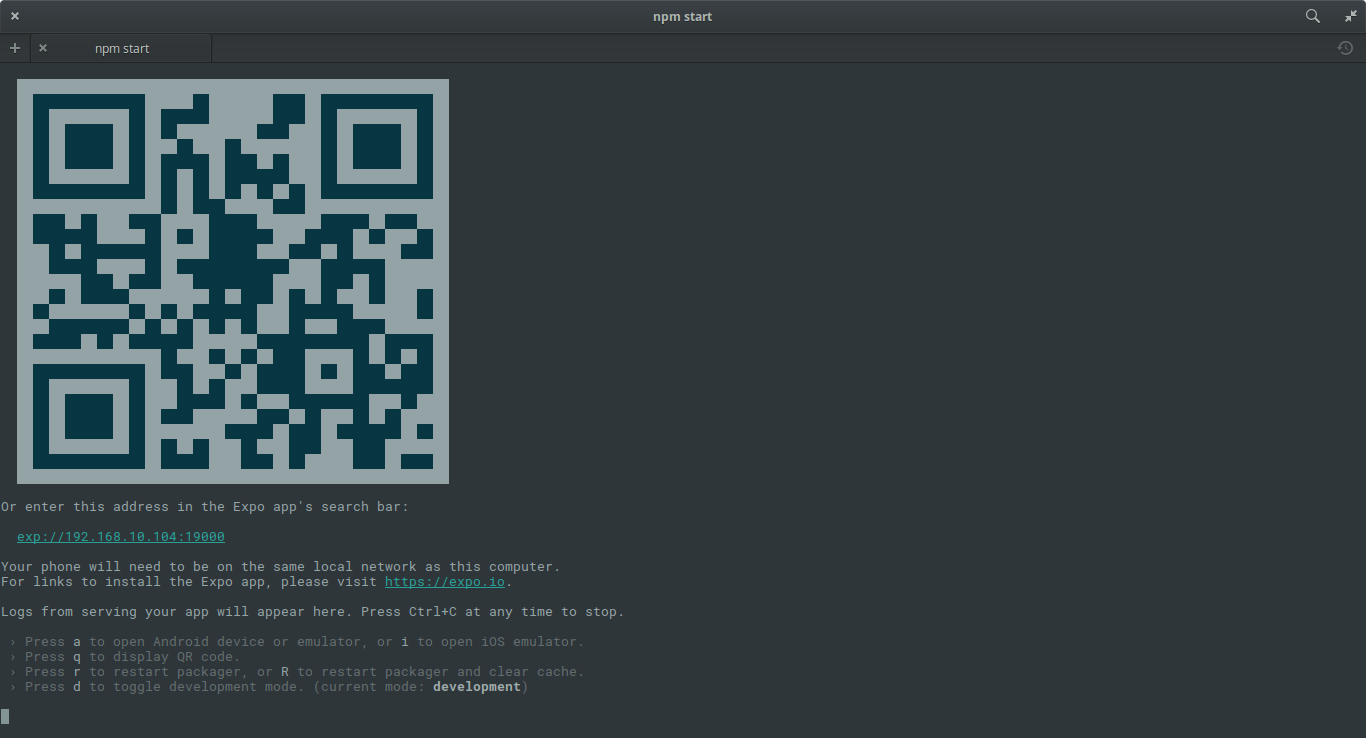 npm start
npm start
Or enter this address in the Expo app's search bar:
exp://192.168.10.104:19000
Your phone will need to be on the same local network as this computer.
For links to install the Expo app, please visit https://expo.io.
Logs from serving your app will appear here. Press Ctrl+C at any time to stop.
› Press a to open Android device or emulator, or i to open iOS emulator.
› Press q to display QR code.
› Press r to restart packager, or R to restart packager and clear cache.
› Press d to toggle development mode. (current mode: development)